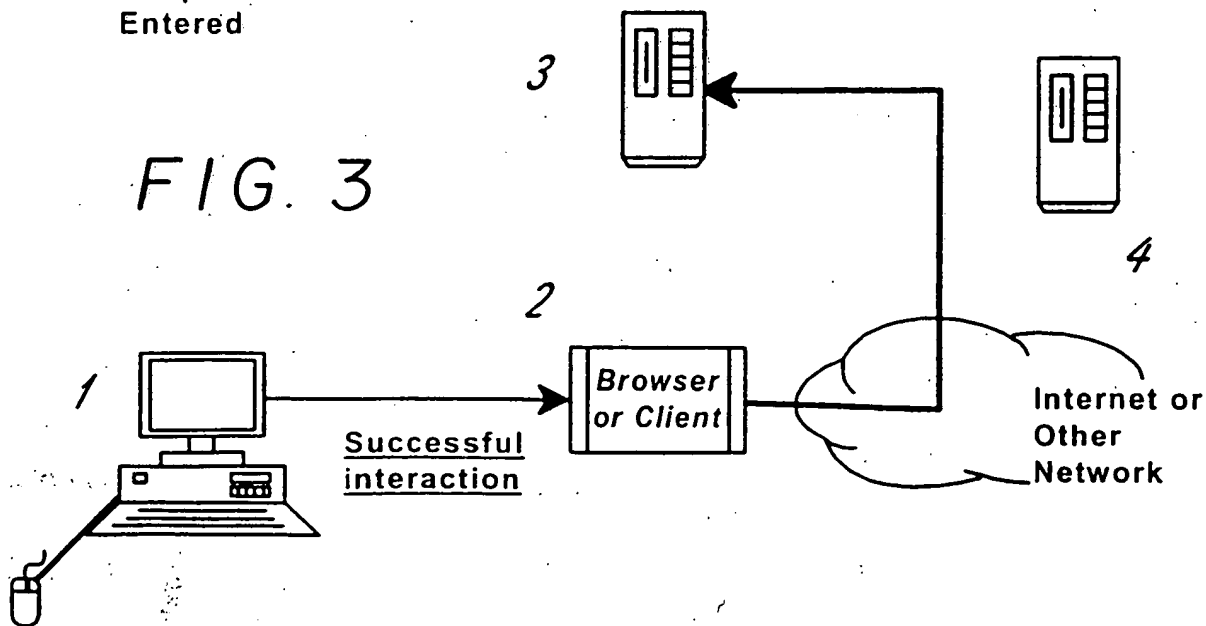 Entered
3
FIG. 3
4
2
1
Browser
or Client
Successful
interaction
Internet or
Other
Network